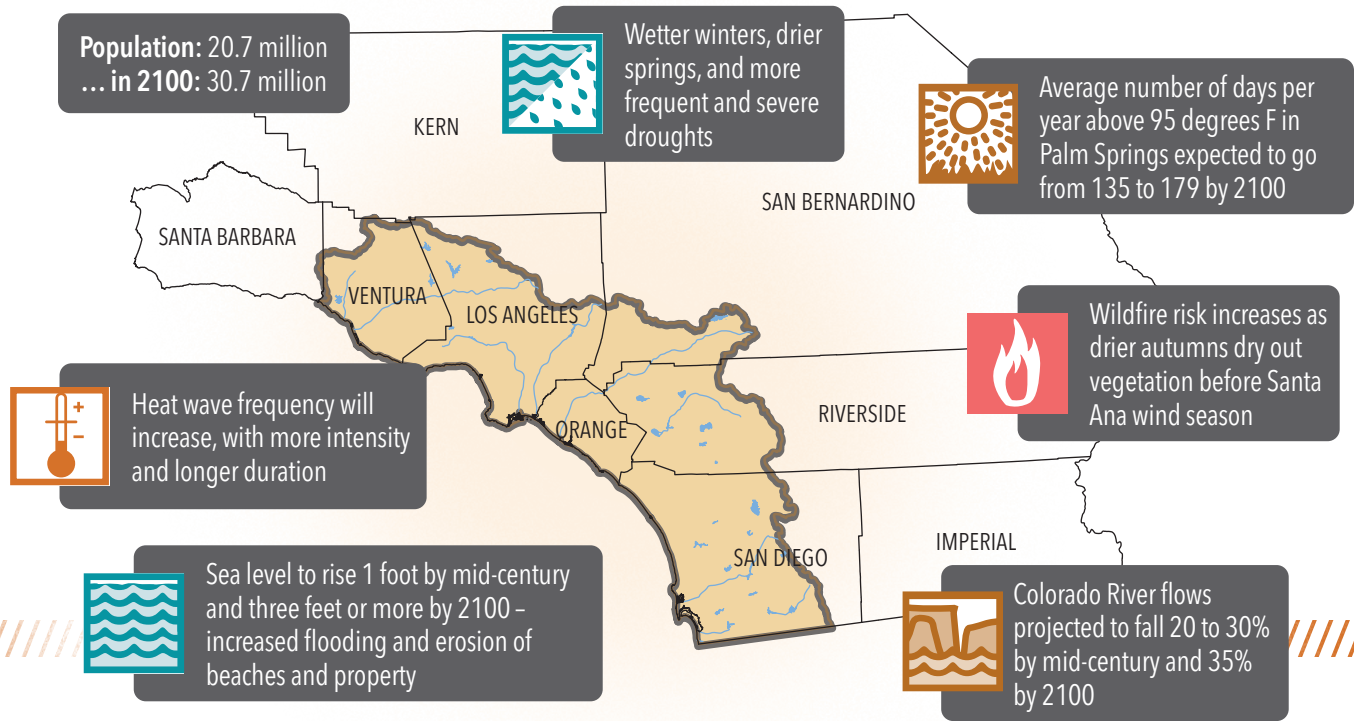 Population: 20.7 million
... in 2100: 30.7 million
Wetter winters, drier
springs, and more
frequent and severe
droughts
Average number of days per
year above 95 degrees F in
Palm Springs expected to go
from 135 to 179 by 2100
KERN
SAN BERNARDINO
SANTA BARBARA
VENTURA
LOS ANGELES
Wildfire risk increases as
drier autumns dry out
vegetation before Santa
Ana wind season
Heat wave frequency will
increase, with more intensity
and longer duration
ORANGE
RIVERSIDE
SAN DIEGO
IMPERIAL
Sea level to rise 1 foot by mid-century
and three feet or more by 2100 –
increased flooding and erosion of
beaches and property
Colorado River flows
projected to fall 20 to 30%
by mid-century and 35%
by 2100